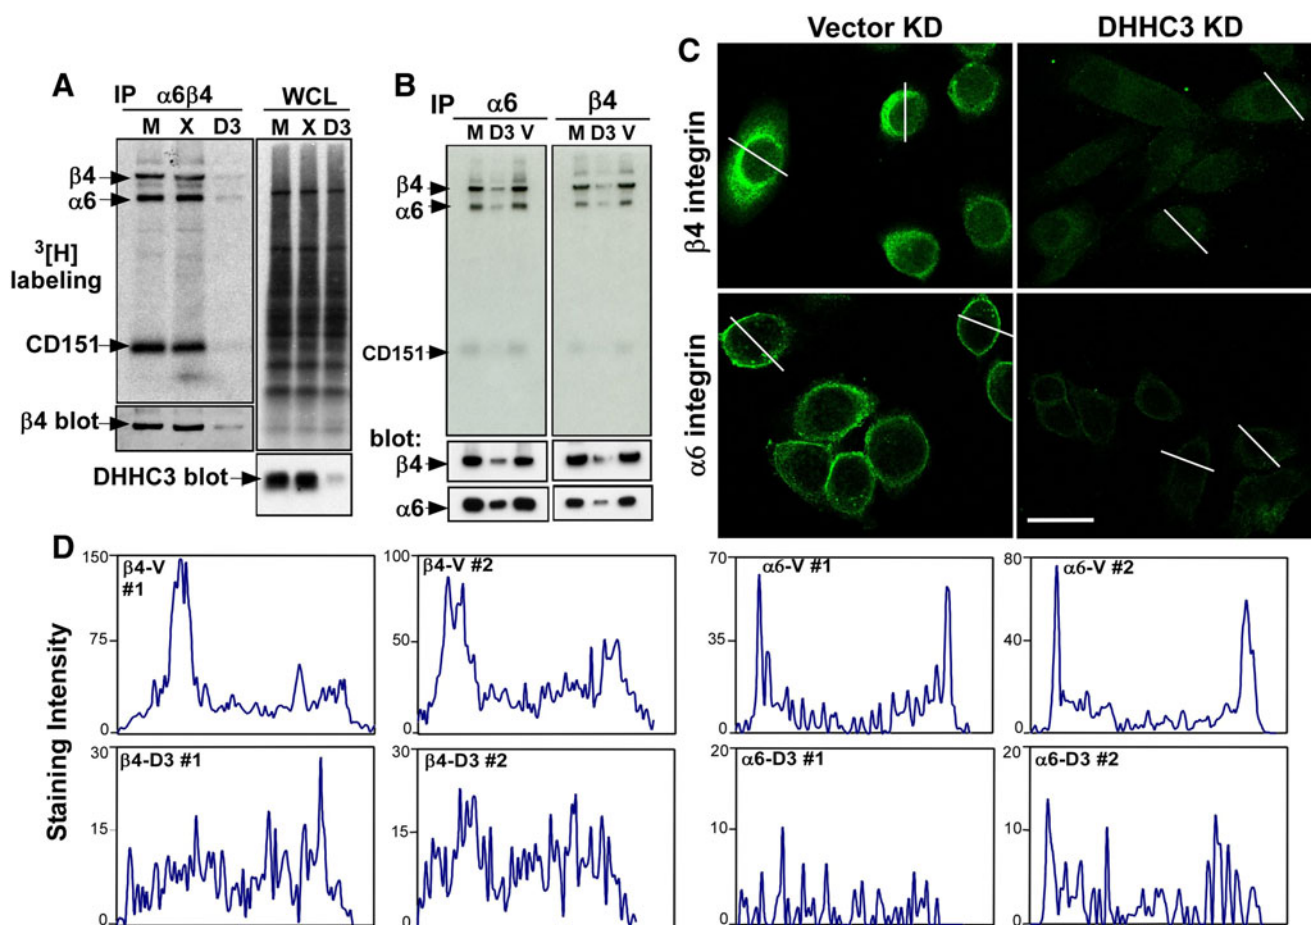 A
IP α6β4
M X D3
WCL
M X D3
β4
α6
³[H]
labeling
CD151
β4 blot
DHHC3 blot
B
IP α6 β4
M D3 V M D3 V
β4
α6
CD151
blot:
β4
α6
C
Vector KD DHHC3 KD
β4 integrin
α6 integrin
D
Staining Intensity
150
75
0
β4-V
#1
100
50
0
β4-V #2
70
35
0
α6-V #1
80
40
0
α6-V #2
30
15
0
β4-D3 #1
30
15
0
β4-D3 #2
20
10
0
α6-D3 #1
20
10
0
α6-D3 #2